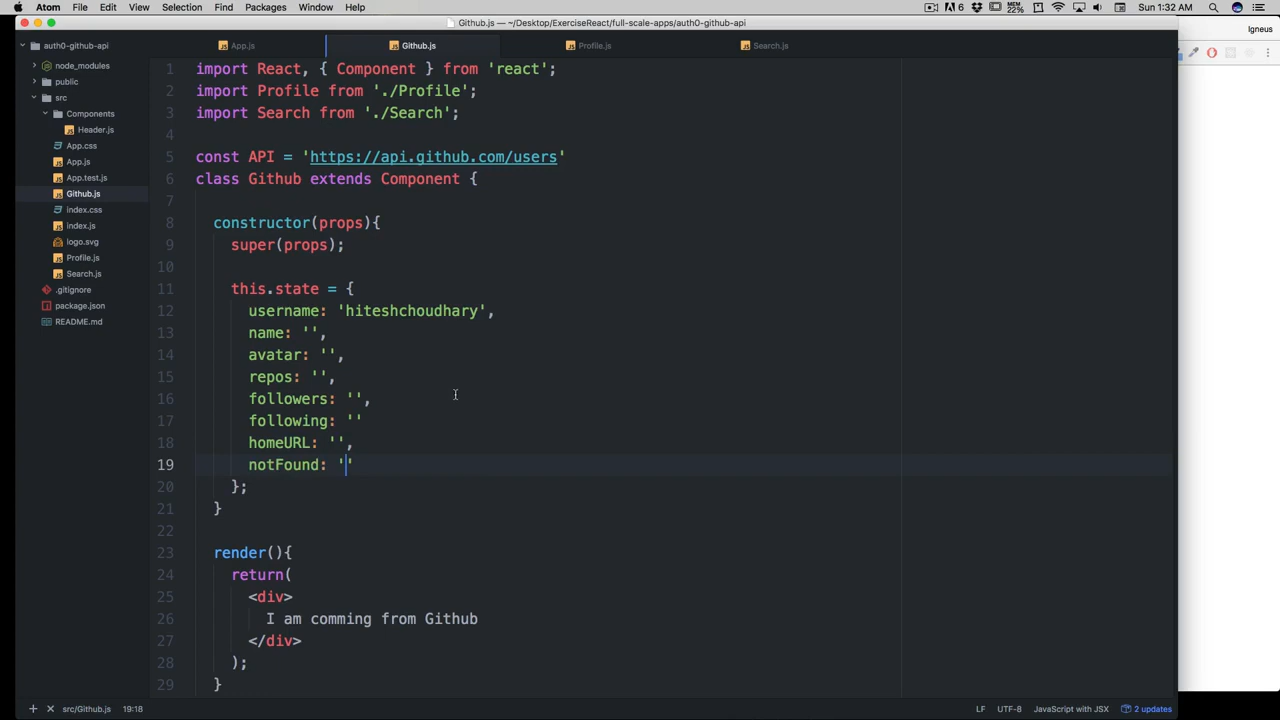 Atom File Edit View Selection Find Packages Window Help
6 MEM 22% Sun 1:32 AM
Github.js — ~/Desktop/ExerciseReact/full-scale-apps/auth0-github-api
Igneus
auth0-github-api
node_modules
public
src
Components
Header.js
App.css
App.js
App.test.js
Github.js
index.css
index.js
logo.svg
Profile.js
Search.js
.gitignore
package.json
README.md
App.js Github.js Profile.js Search.js
1 import React, { Component } from 'react';
2 import Profile from './Profile';
3 import Search from './Search';
4
5 const API = 'https://api.github.com/users'
6 class Github extends Component {
7
8 constructor(props){
9 super(props);
10
11 this.state = {
12 username: 'hiteshchoudhary',
13 name: '',
14 avatar: '',
15 repos: '',
16 followers: '',
17 following: ''
18 homeURL: '',
19 notFound: ''
20 };
21 }
22
23 render(){
24 return(
25 <div>
26 I am comming from Github
27 </div>
28 );
29 }
src/Github.js 19:18 LF UTF-8 JavaScript with JSX 2 updates